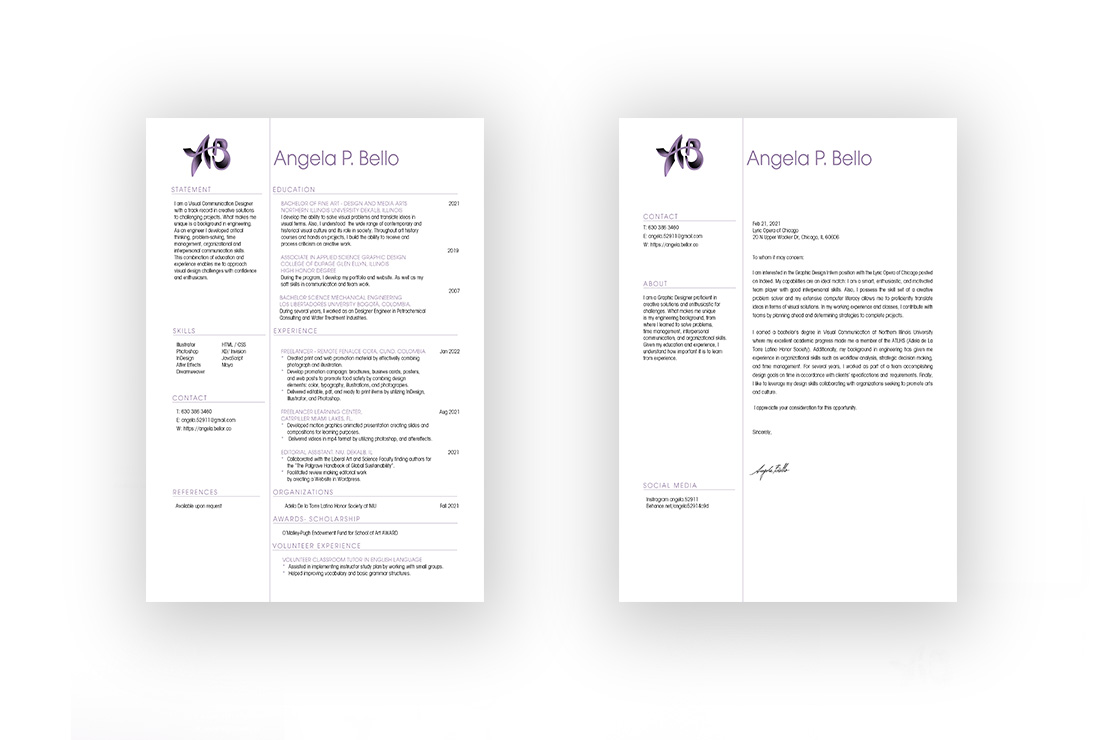 AB
Angela P. Bello
STATEMENT
I am a Visual Communication Designer
with a track-record in creative solutions
to challenging projects. What makes me
unique is a background in engineering.
As an engineer I developed critical
thinking, problem-solving, time
management, organizational and
interpersonal communication skills.
This combination of education and
experience enables me to approach
visual design challenges with confidence
and enthusiasm.
SKILLS
Illustrator HTML / CSS
Photoshop XD/ Invision
InDesign JavaScript
After Effects Maya
Dreamweaver
CONTACT
T: 630 386 3460
E: angela.52911@gmail.com
W: https://angela.bellor.co
REFERENCES
Available upon request
EDUCATION
BACHELOR OF FINE ART - DESIGN AND MEDIA ARTS 2021
NORTHERN ILLINOIS UNIVERSITY DEKALB, ILLINOIS
I develop the ability to solve visual problems and translate ideas in
visual terms. Also, I understood the wide range of contemporary and
historical visual culture and its role in society. Throughout art history
courses and hands on projects, I build the ability to receive and
process criticism on creative work.
2019
ASSOCIATE IN APPLIED SCIENCE GRAPHIC DESIGN
COLLEGE OF DUPAGE GLEN ELLYN, ILLINOIS
HIGH HONOR DEGREE
During the program, I develop my portfolio and website. As well as my
soft skills in communication and team work.
2007
BACHELOR SCIENCE MECHANICAL ENGINEERING
LOS LIBERTADORES UNIVERSITY BOGOTA, COLOMBIA.
During several years, I worked as an Designer Engineer in Petrochemical
Consulting and Water Treatment Industries.
EXPERIENCE
FREELANCER - REMOTE FENALCE COTA, CUND. COLOMBIA Jan 2022
* Created print and web promotion material by effectively combing
photograph and illustration.
* Develop promotion campaign: brochures, business cards, posters,
and web posts to promote food safety by combing design
elements: color, typography, illustrations, and photograpes.
* Delivered editable, pdf, and ready to print items by utilizing InDesign,
Illustrator, and Photoshop.
FREELANCER LEARNING CENTER, Aug 2021
CATERPILLER MIAMI LAKES, FL.
* Developed motion graphics animated presentation creating slides and
compositions for learning purposes.
* Delivered videos in mp4 format by utilizing photoshop, and aftereffects.
EDITORIAL ASSISTANT, NIU, DEKALB, IL 2021
* Collaborated with the Liberal Art and Science Faculty finding authors for
the "The Palgrave Handback of Global Sustainability".
* Facilitated review making editorial work
by creating a Website in Wordpress.
ORGANIZATIONS
Adela De la Torre Latino Honor Society at NIU Fall 2021
AWARDS- SCHOLARSHIP
O'Malley-Pugh Endowment Fund for School of Art AWARD
VOLUNTEER EXPERIENCE
VOLUNTEER CLASSROOM TUTOR IN ENGLISH LANGUAGE
* Assisted in implementing instructor study plan by working with small groups.
* Helped improving vocabulary and basic grammar structures.
AB
Angela P. Bello
CONTACT
T. 630 386 3460
E: angela.52911@gmail.com
W: https://angela.bellor.co
ABOUT
I am a Graphic Designer proficient in
creative solutions and enthusiastic for
challenges. What makes me unique
is my engineering background, from
where I learned to solve problems,
time management, interpersonal
communication, and organizational skills.
Given my education and experience, I
understand how important it is to learn
from experience.
SOCIAL MEDIA
Instragram angela.52911
Behance.net/angela52914c9d
Feb 21, 2021
Lyric Opera of Chicago
20 N Upper Wacker Dr, Chicago, IL 60606
To whom it may concern:
I am interested in the Graphic Design Intern position with the Lyric Opera of Chicago posted
on Indeed. My capabilities are an ideal match: I am a smart, enthusiastic, and motivated
team player with good interpersonal skills. Also, I possess the skill set of a creative
problem solver and my extensive computer literacy allows me to proficiently translate
ideas in terms of visual solutions. In my working experience and classes, I contribute with
teams by planning ahead and determining strategies to complete projects.
I earned a bachelor's degree in Visual Communication at Northern Illinois University
where my excellent academic progress made me a member of the ATLHS (Adela de La
Torre Latino Honor Society). Additionally, my background in engineering has given me
experience in organizational skills such as workflow analysis, strategic decision making,
and time management. For several years, I worked as part of a team accomplishing
design goals on time in accordance with clients' specifications and requirements. Finally,
I like to leverage my design skills collaborating with organizations seeking to promote arts
and culture.
I appreciate your consideration for this opportunity.
Sincerely,
Angela Bello